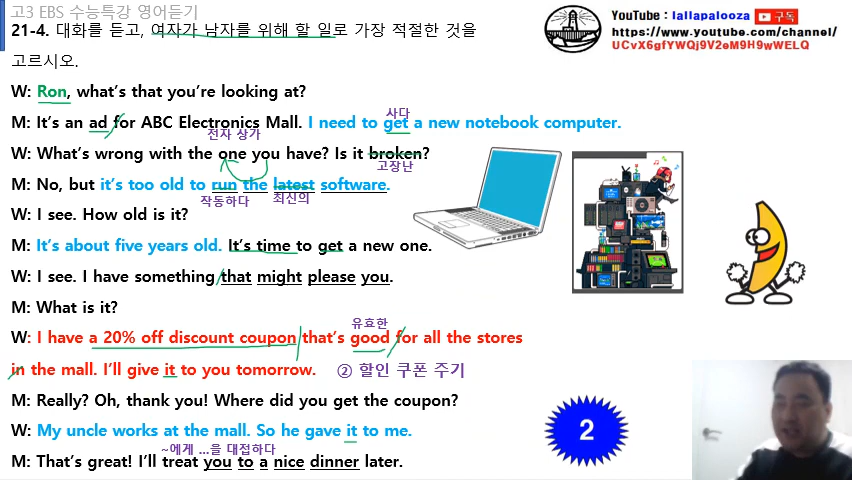 고3 EBS 수능특강 영어듣기
21-4. 대화를 듣고, 여자가 남자를 위해 할 일로 가장 적절한 것을
고르시오.
YouTube : lallapalooza 구독
https://www.youtube.com/channel/
UCvX6gfYWQj9V2eM9H9wWELQ
W: Ron, what's that you're looking at?
사다
M: It's an ad for ABC Electronics Mall. I need to get a new notebook computer.
전자 상가
W: What's wrong with the one you have? Is it broken?
고장난
M: No, but it's too old to run the latest software.
작동하다 최신의
W: I see. How old is it?
M: It's about five years old. It's time to get a new one.
W: I see. I have something that might please you.
M: What is it?
유효한
W: I have a 20% off discount coupon that's good for all the stores
in the mall. I'll give it to you tomorrow. ② 할인 쿠폰 주기
M: Really? Oh, thank you! Where did you get the coupon?
W: My uncle works at the mall. So he gave it to me.
~에게 ...을 대접하다
M: That's great! I'll treat you to a nice dinner later.
2